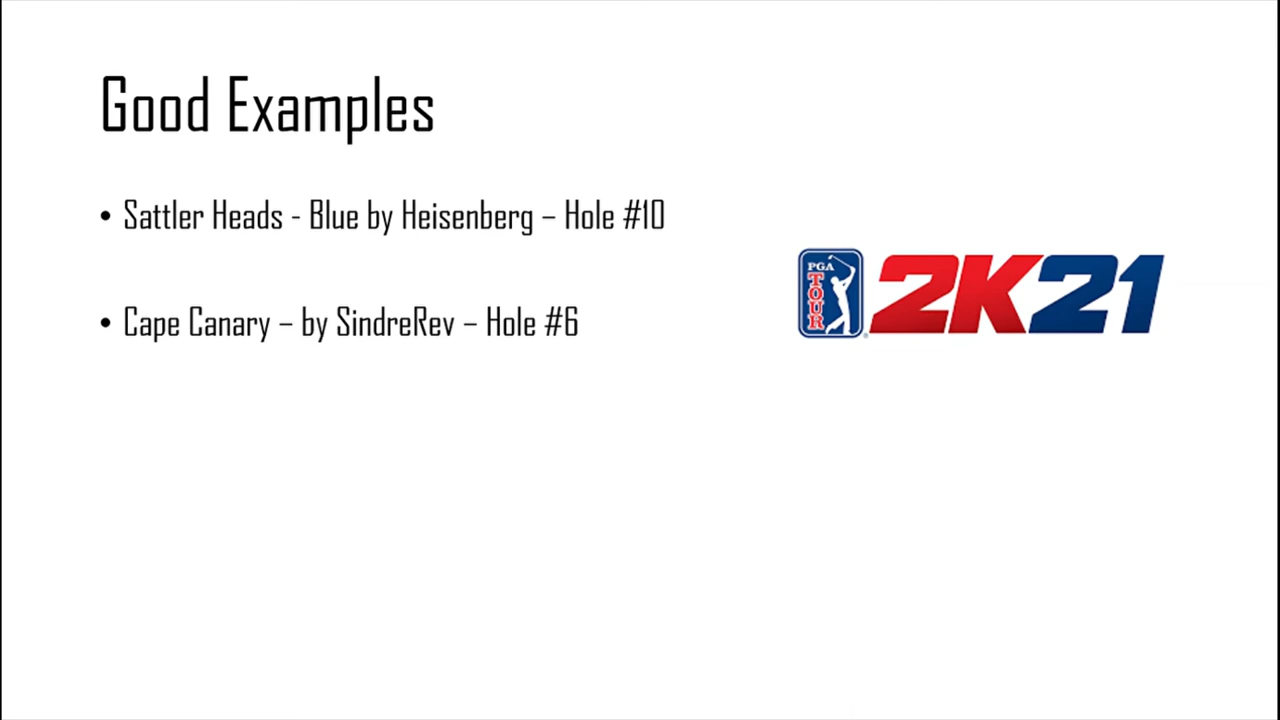 Good Examples
• Sattler Heads - Blue by Heisenberg – Hole #10
• Cape Canary – by SindreRev – Hole #6
PGA
TOUR
2K21